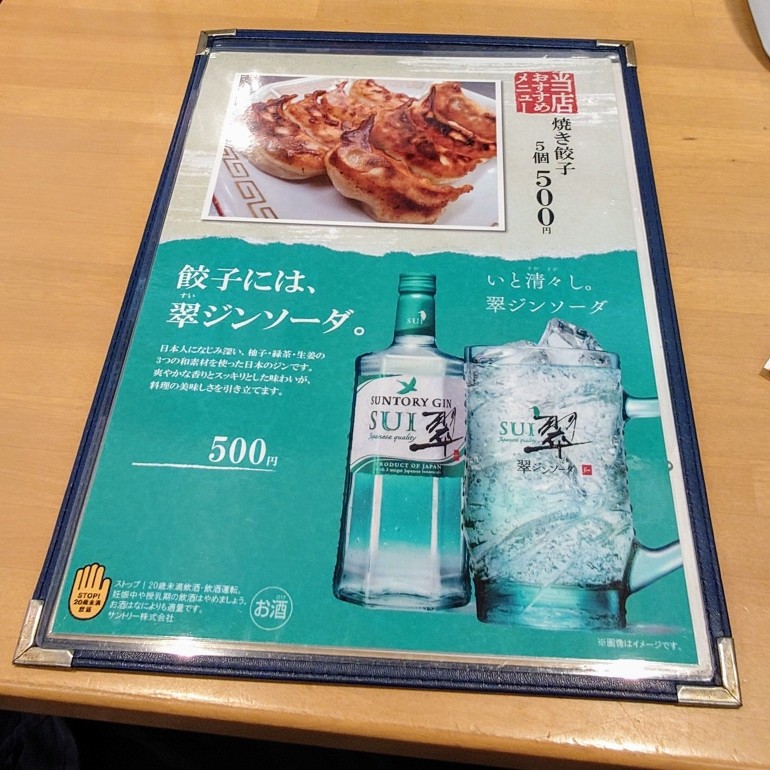 当店
おすすめ
メニュー
焼き餃子
5個 500円
餃子には、
翠ジンソーダ。
すい
日本人になじみ深い、柚子・緑茶・生姜の
3つの和素材を使った日本のジンです。
爽やかな香りとスッキリとした味わいが、
料理の美味しさを引き立てます。
500円
いと清々し。
翠ジンソーダ
SUI
SUNTORY GIN
SUI 翠
Japanese quality
PRODUCT OF JAPAN
SUI 翠
Japanese quality
翠ジンソーダ
STOP!
20歳未満
飲酒
ストップ！20歳未満飲酒・飲酒運転。
妊娠中や授乳期の飲酒はやめましょう。
お酒はなによりも適量です。
サントリー株式会社
お酒
※画像はイメージです。